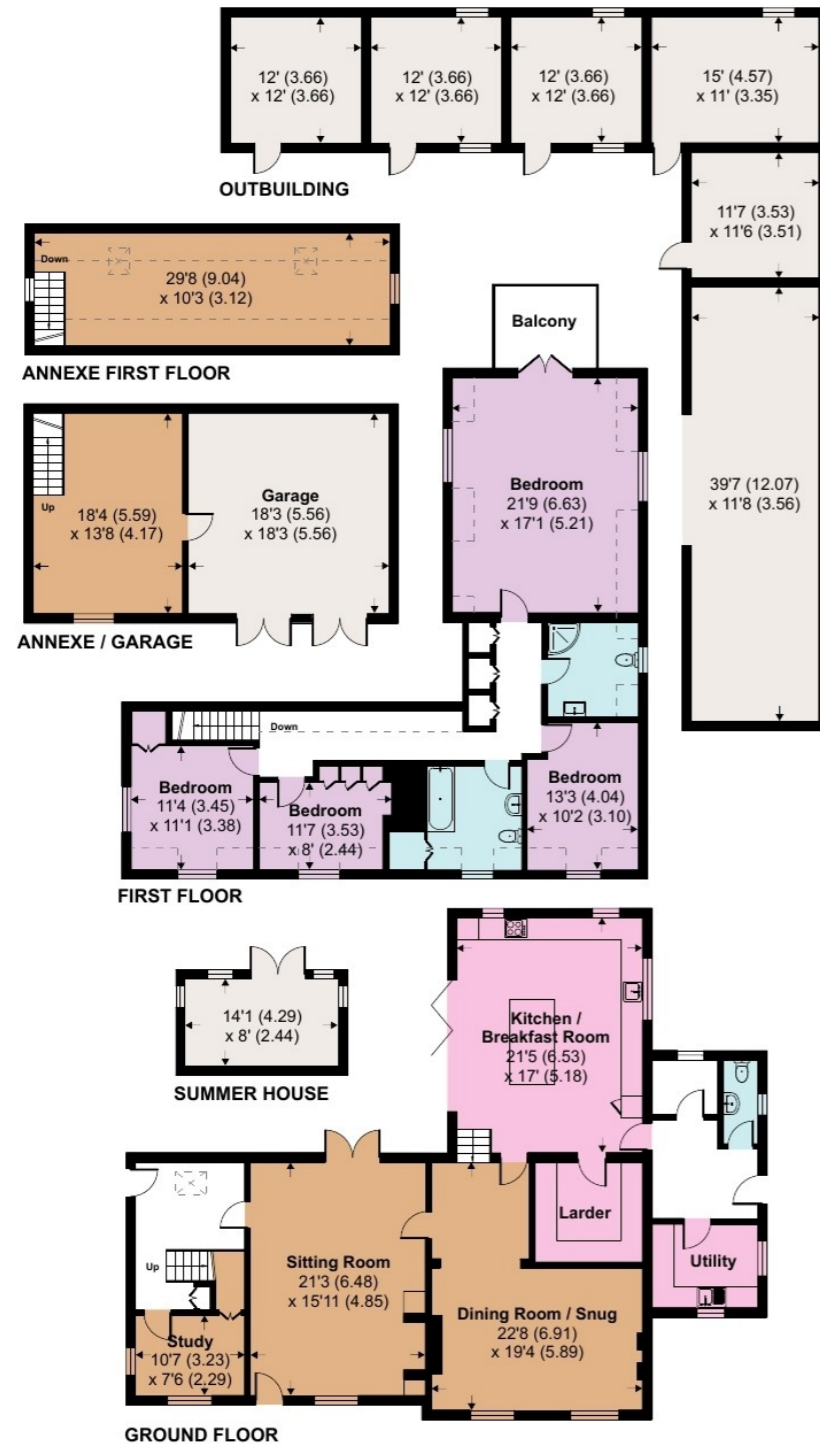 12' (3.66)
x 12' (3.66)
12' (3.66)
x 12' (3.66)
12' (3.66)
x 12' (3.66)
15' (4.57)
x 11' (3.35)
OUTBUILDING
11'7 (3.53)
x 11'6 (3.51)
39'7 (12.07)
x 11'8 (3.56)
Down
29'8 (9.04)
x 10'3 (3.12)
ANNEXE FIRST FLOOR
Up
18'4 (5.59)
x 13'8 (4.17)
Garage
18'3 (5.56)
x 18'3 (5.56)
ANNEXE / GARAGE
Balcony
Bedroom
21'9 (6.63)
x 17'1 (5.21)
Down
Bedroom
11'4 (3.45)
x 11'1 (3.38)
Bedroom
11'7 (3.53)
x 8' (2.44)
Bedroom
13'3 (4.04)
x 10'2 (3.10)
FIRST FLOOR
14'1 (4.29)
x 8' (2.44)
SUMMER HOUSE
Kitchen /
Breakfast Room
21'5 (6.53)
x 17' (5.18)
Larder
Utility
Up
Sitting Room
21'3 (6.48)
x 15'11 (4.85)
Dining Room / Snug
22'8 (6.91)
x 19'4 (5.89)
Study
10'7 (3.23)
x 7'6 (2.29)
GROUND FLOOR